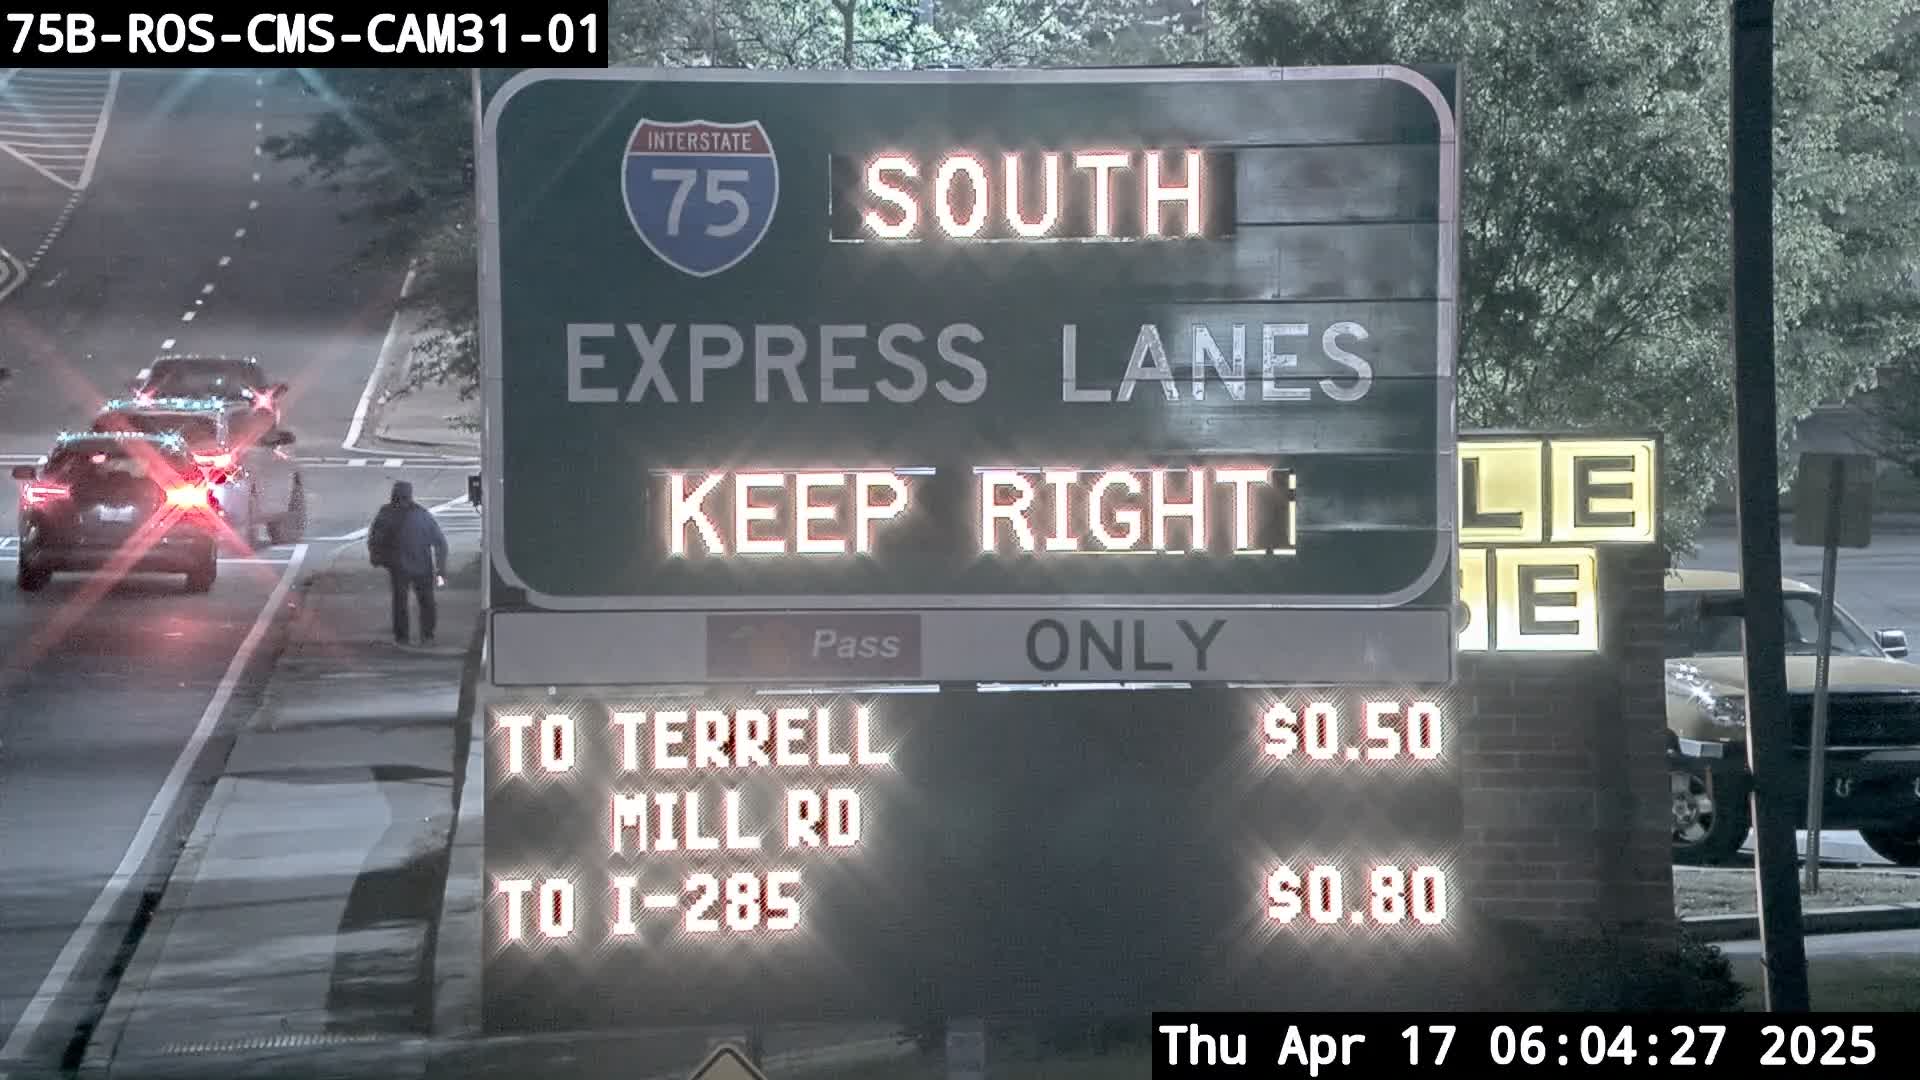 75B-ROS-CMS-CAM31-01
INTERSTATE
75
SOUTH
EXPRESS LANES
KEEP RIGHT
Pass ONLY
TO TERRELL $0.50
MILL RD
TO I-285 $0.80
LE
E
Thu Apr 17 06:04:27 2025